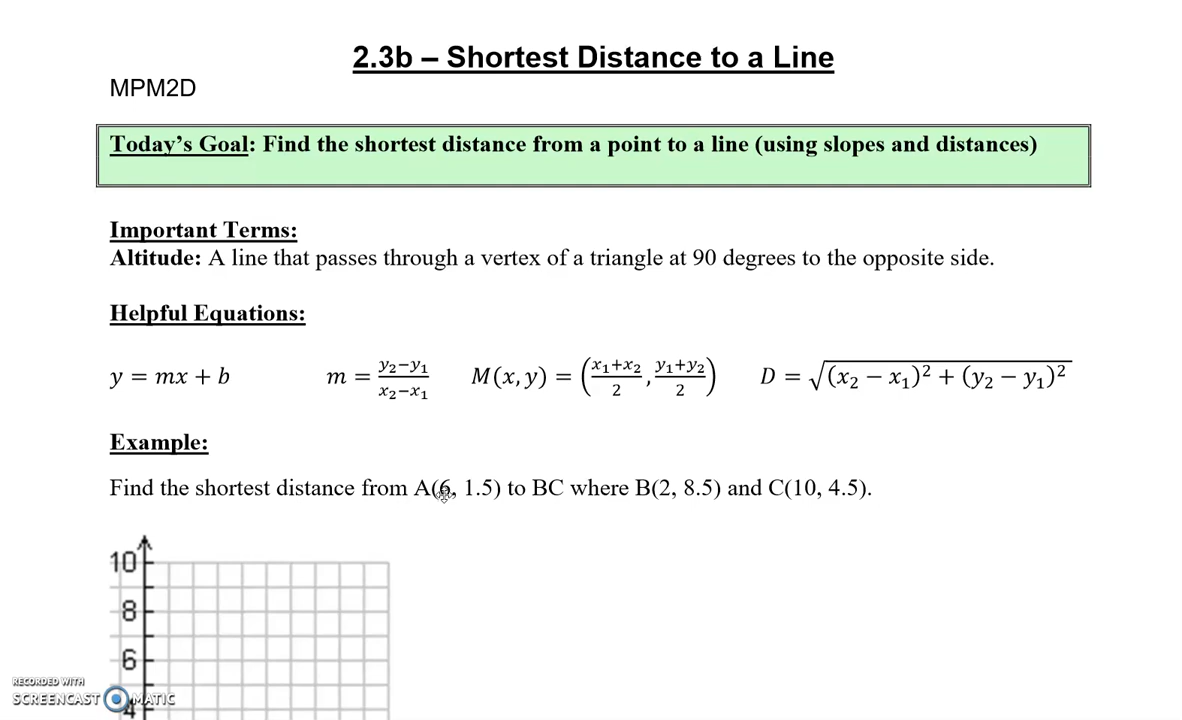 2.3b – Shortest Distance to a Line
MPM2D
Today's Goal: Find the shortest distance from a point to a line (using slopes and distances)
Important Terms:
Altitude: A line that passes through a vertex of a triangle at 90 degrees to the opposite side.
Helpful Equations:
y = mx + b    m = \frac{y₂−y₁}{x₂−x₁}    M(x, y) = (\frac{x₁+x₂}{2}, \frac{y₁+y₂}{2})    D = √((x₂ − x₁)² + (y₂ − y₁)²)
Example:
Find the shortest distance from A(6, 1.5) to BC where B(2, 8.5) and C(10, 4.5).
10
8
6
4
RECORDED WITH
SCREENCAST MATIC